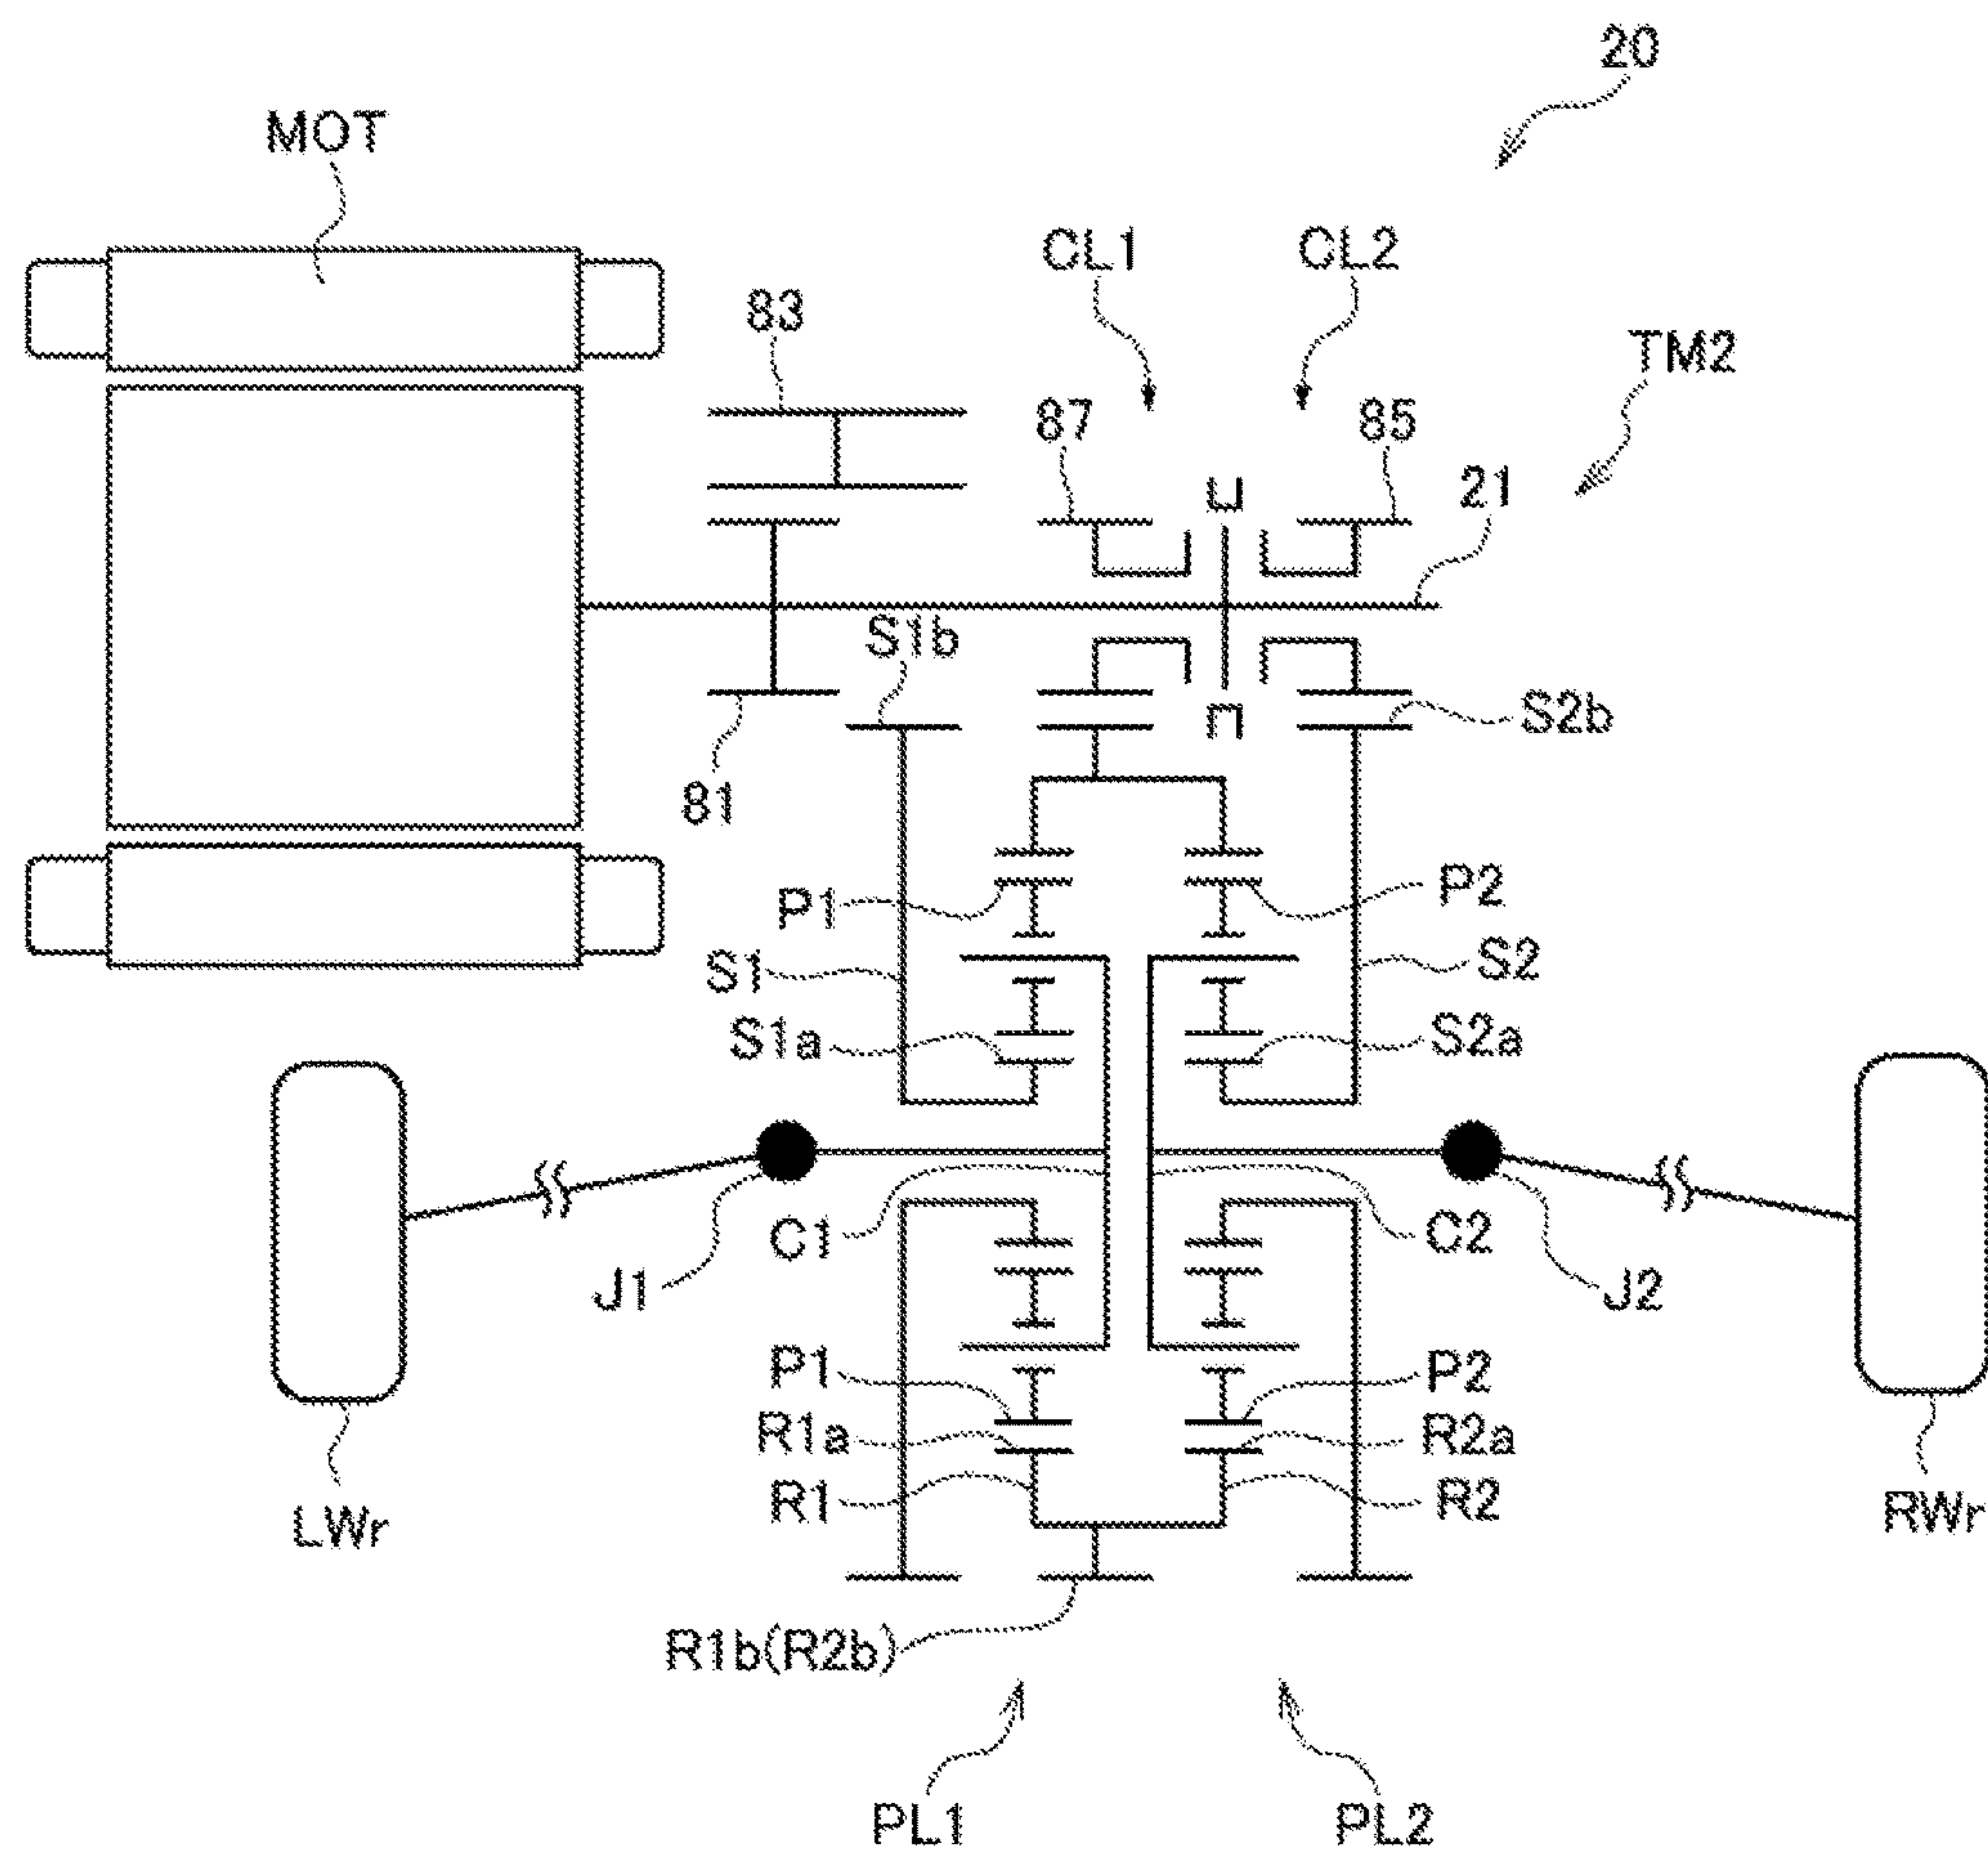 20
MOT
CL1 CL2
83
TM2
87 85
21
S1b
S2b
81
P1 P2
S1 S2
S1a S2a
C1 C2
J1 J2
P1 P2
R1a R2a
R1 R2
LWr RWr
R1b(R2b)
PL1 PL2